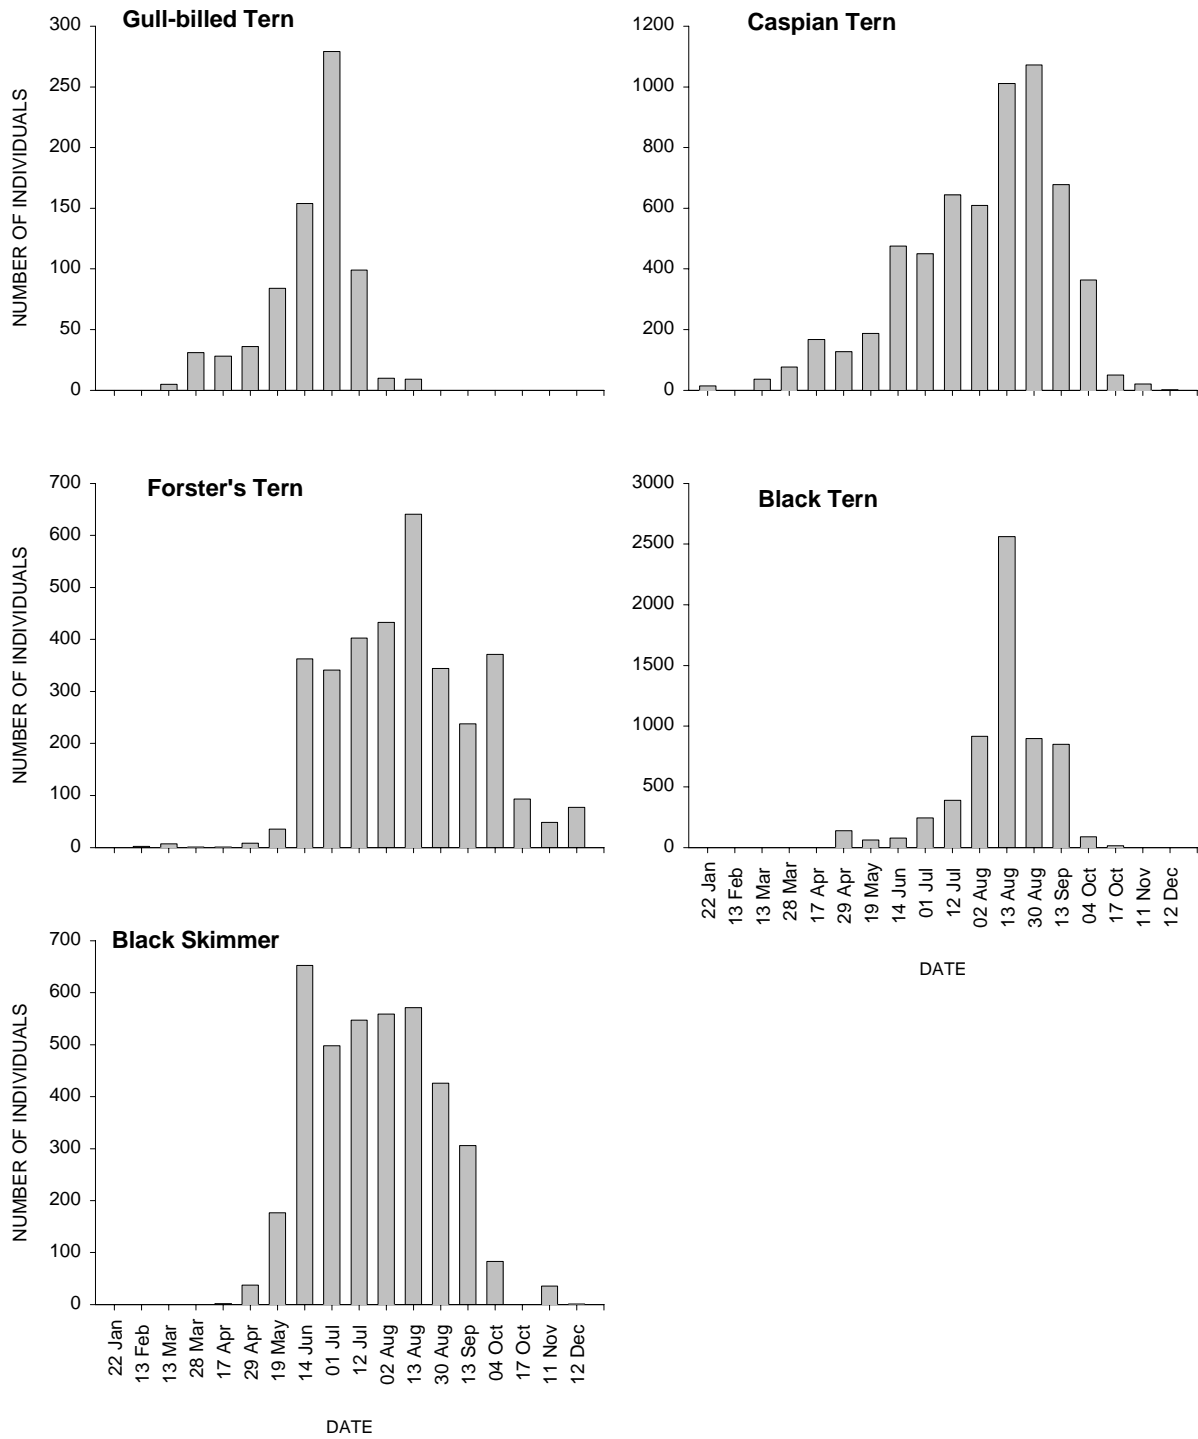 Gull-billed Tern
NUMBER OF INDIVIDUALS
300
250
200
150
100
50
0
Caspian Tern
1200
1000
800
600
400
200
0
Forster's Tern
NUMBER OF INDIVIDUALS
700
600
500
400
300
200
100
0
Black Tern
3000
2500
2000
1500
1000
500
0
22 Jan
13 Feb
13 Mar
28 Mar
17 Apr
29 Apr
19 May
14 Jun
01 Jul
12 Jul
02 Aug
13 Aug
30 Aug
13 Sep
04 Oct
17 Oct
11 Nov
12 Dec
DATE
Black Skimmer
NUMBER OF INDIVIDUALS
700
600
500
400
300
200
100
0
22 Jan
13 Feb
13 Mar
28 Mar
17 Apr
29 Apr
19 May
14 Jun
01 Jul
12 Jul
02 Aug
13 Aug
30 Aug
13 Sep
04 Oct
17 Oct
11 Nov
12 Dec
DATE